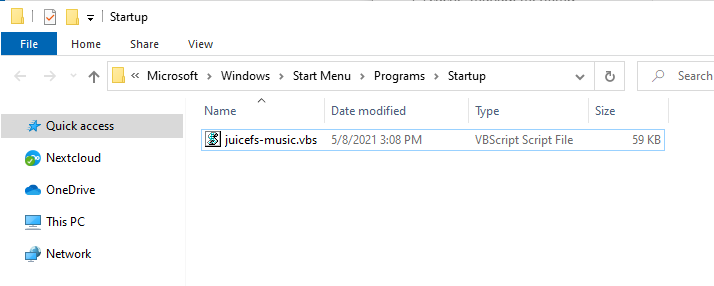 Startup
File Home Share View
« Microsoft > Windows > Start Menu > Programs > Startup Search
Name Date modified Type Size
Quick access
juicefs-music.vbs 5/8/2021 3:08 PM VBScript Script File 59 KB
Nextcloud
OneDrive
This PC
Network